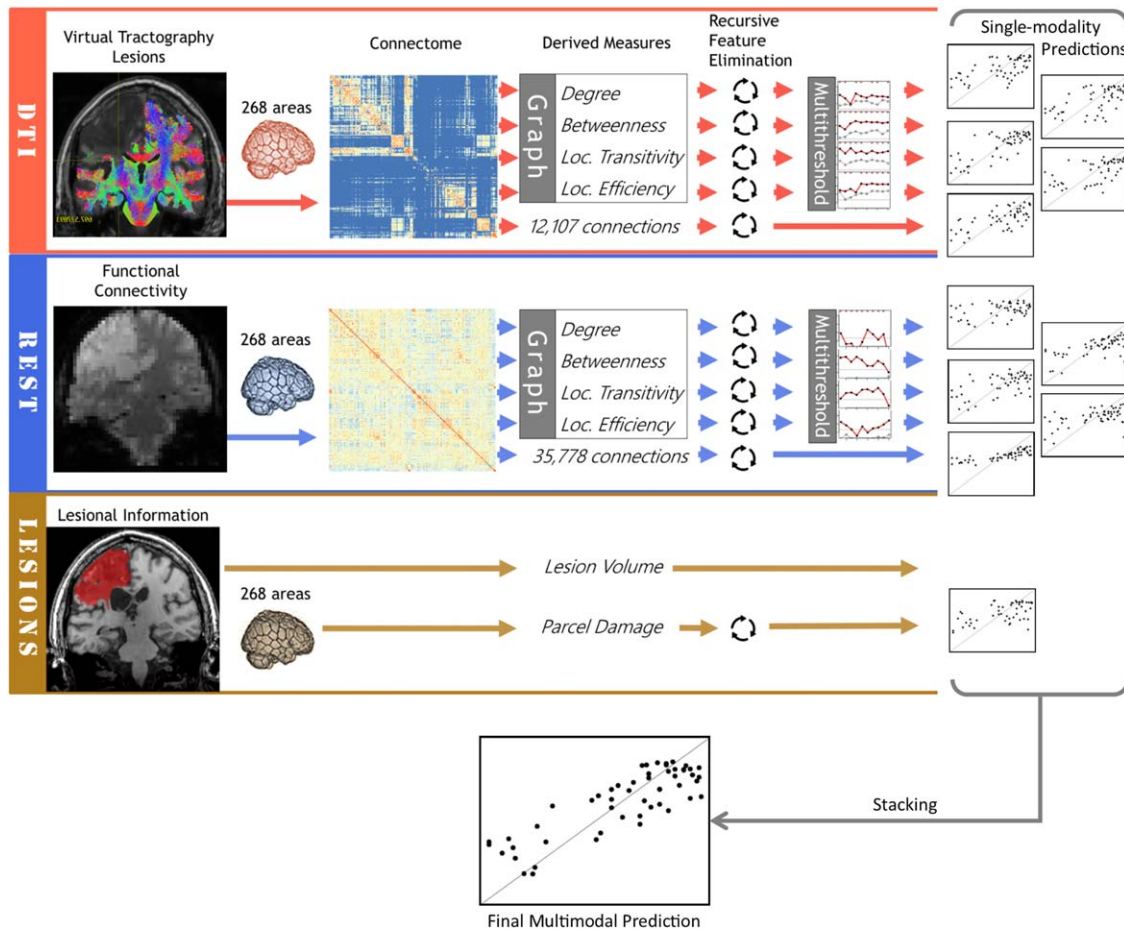 DTI
Virtual Tractography
Lesions
268 areas
Connectome
Derived Measures
Graph
Degree
Betweenness
Loc. Transitivity
Loc. Efficiency
12,107 connections
Recursive
Feature
Elimination
Multithreshold
Single-modality
Predictions
REST
Functional
Connectivity
268 areas
Graph
Degree
Betweenness
Loc. Transitivity
Loc. Efficiency
35,778 connections
Multithreshold
LESIONS
Lesional Information
268 areas
Lesion Volume
Parcel Damage
Stacking
Final Multimodal Prediction